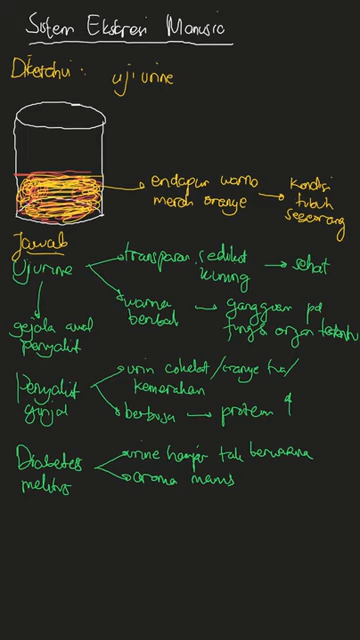 Sistem Ekskresi Manusia
Diketahui : uji urine
endapan warna
merah orange
kondisi
tubuh
seseorang
Jawab
Uji urine
transparan, sedikit
kuning
sehat
warna
berubah
gangguan pd
fungsi organ tertentu
gejala awal
penyakit
Penyakit
ginjal
urin cokelat/orange tua/
kemerahan
berbusa
protein ↑
Diabetes
melitus
urine hampir tak berwarna
aroma manis